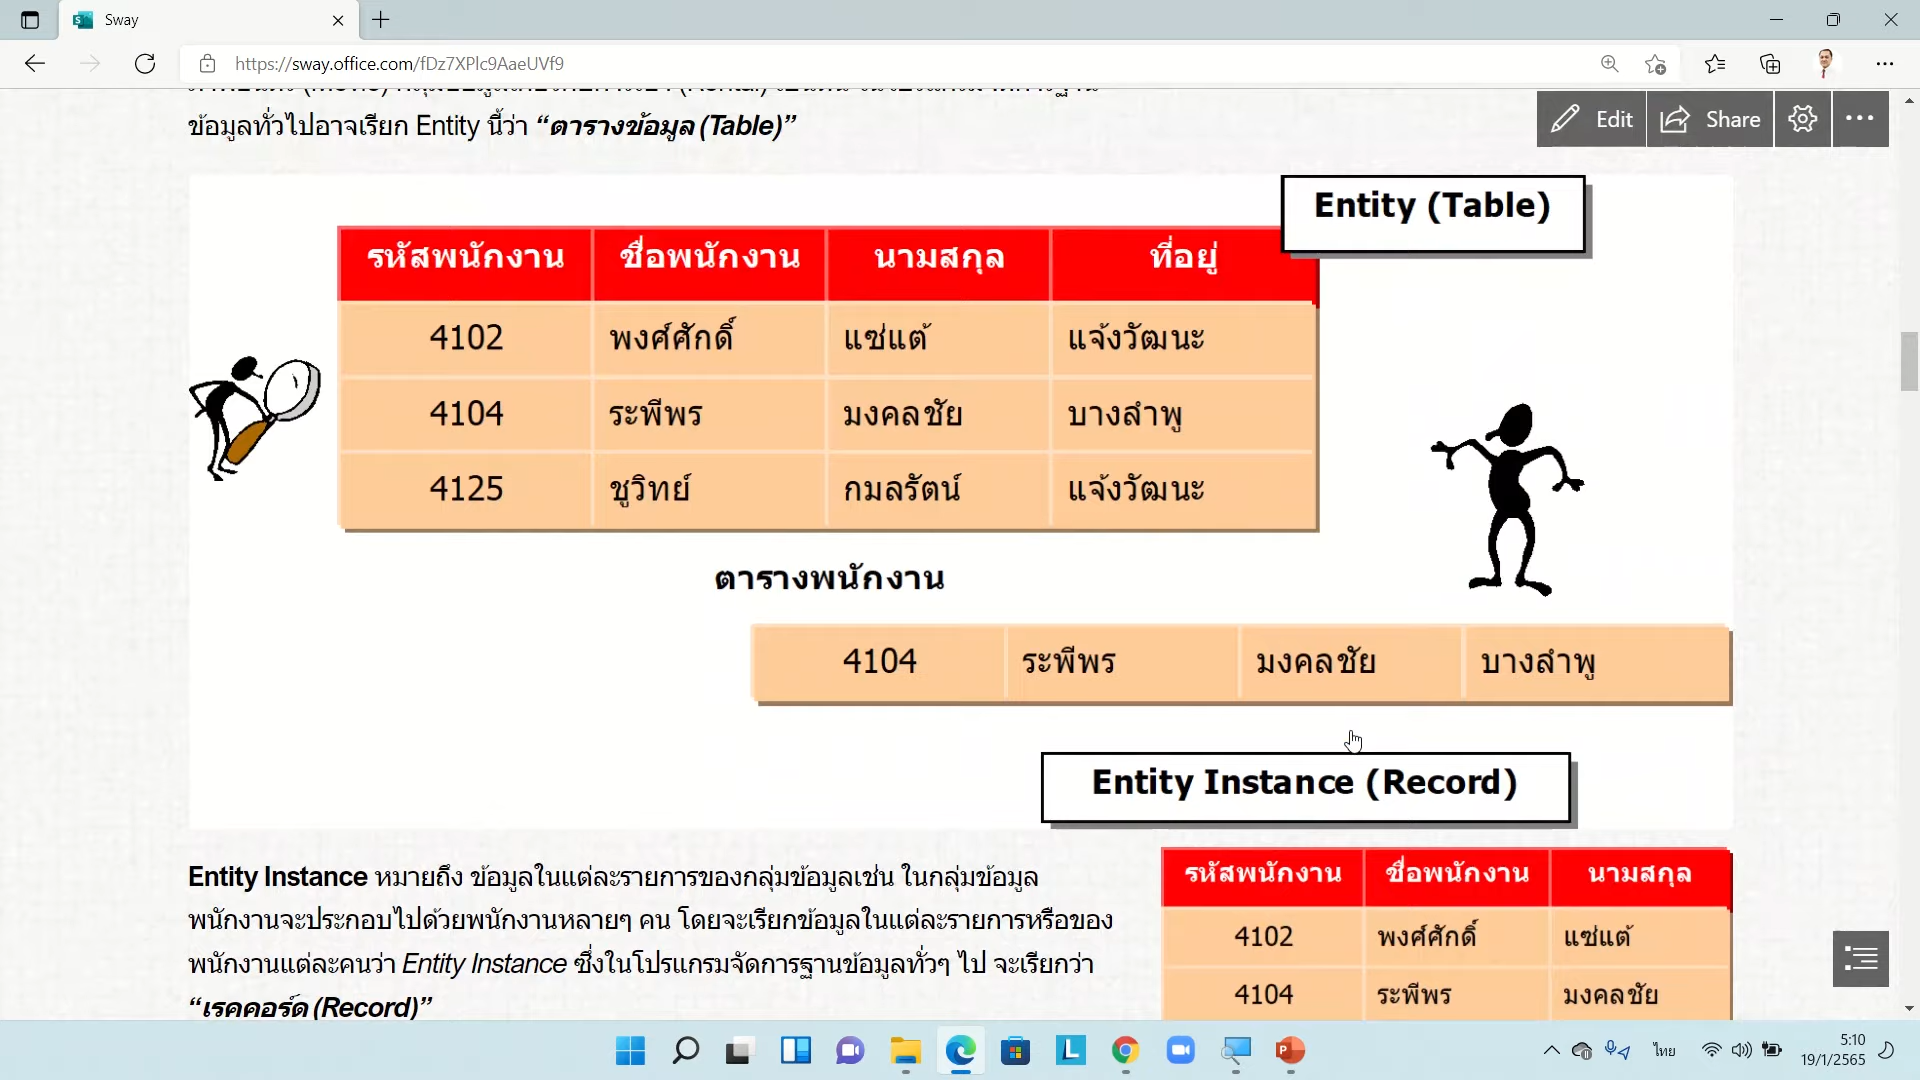 Sway
https://sway.office.com/fDz7XPlc9AaeUVf9
ข้อมูลทั่วไปอาจเรียก Entity นี้ว่า “ตารางข้อมูล (Table)”
Edit
Share
Entity (Table)
รหัสพนักงาน ชื่อพนักงาน นามสกุล ที่อยู่
4102 พงศ์ศักดิ์ แซ่แต้ แจ้งวัฒนะ
4104 ระพีพร มงคลชัย บางลำพู
4125 ชูวิทย์ กมลรัตน์ แจ้งวัฒนะ
ตารางพนักงาน
4104 ระพีพร มงคลชัย บางลำพู
Entity Instance (Record)
Entity Instance หมายถึง ข้อมูลในแต่ละรายการของกลุ่มข้อมูลเช่น ในกลุ่มข้อมูล
พนักงานจะประกอบไปด้วยพนักงานหลายๆ คน โดยจะเรียกข้อมูลในแต่ละรายการหรือของ
พนักงานแต่ละคนว่า Entity Instance ซึ่งในโปรแกรมจัดการฐานข้อมูลทั่วๆ ไป จะเรียกว่า
“เรคคอร์ด (Record)”
รหัสพนักงาน ชื่อพนักงาน นามสกุล
4102 พงศ์ศักดิ์ แซ่แต้
4104 ระพีพร มงคลชัย
ไทย
5:10
19/1/2565